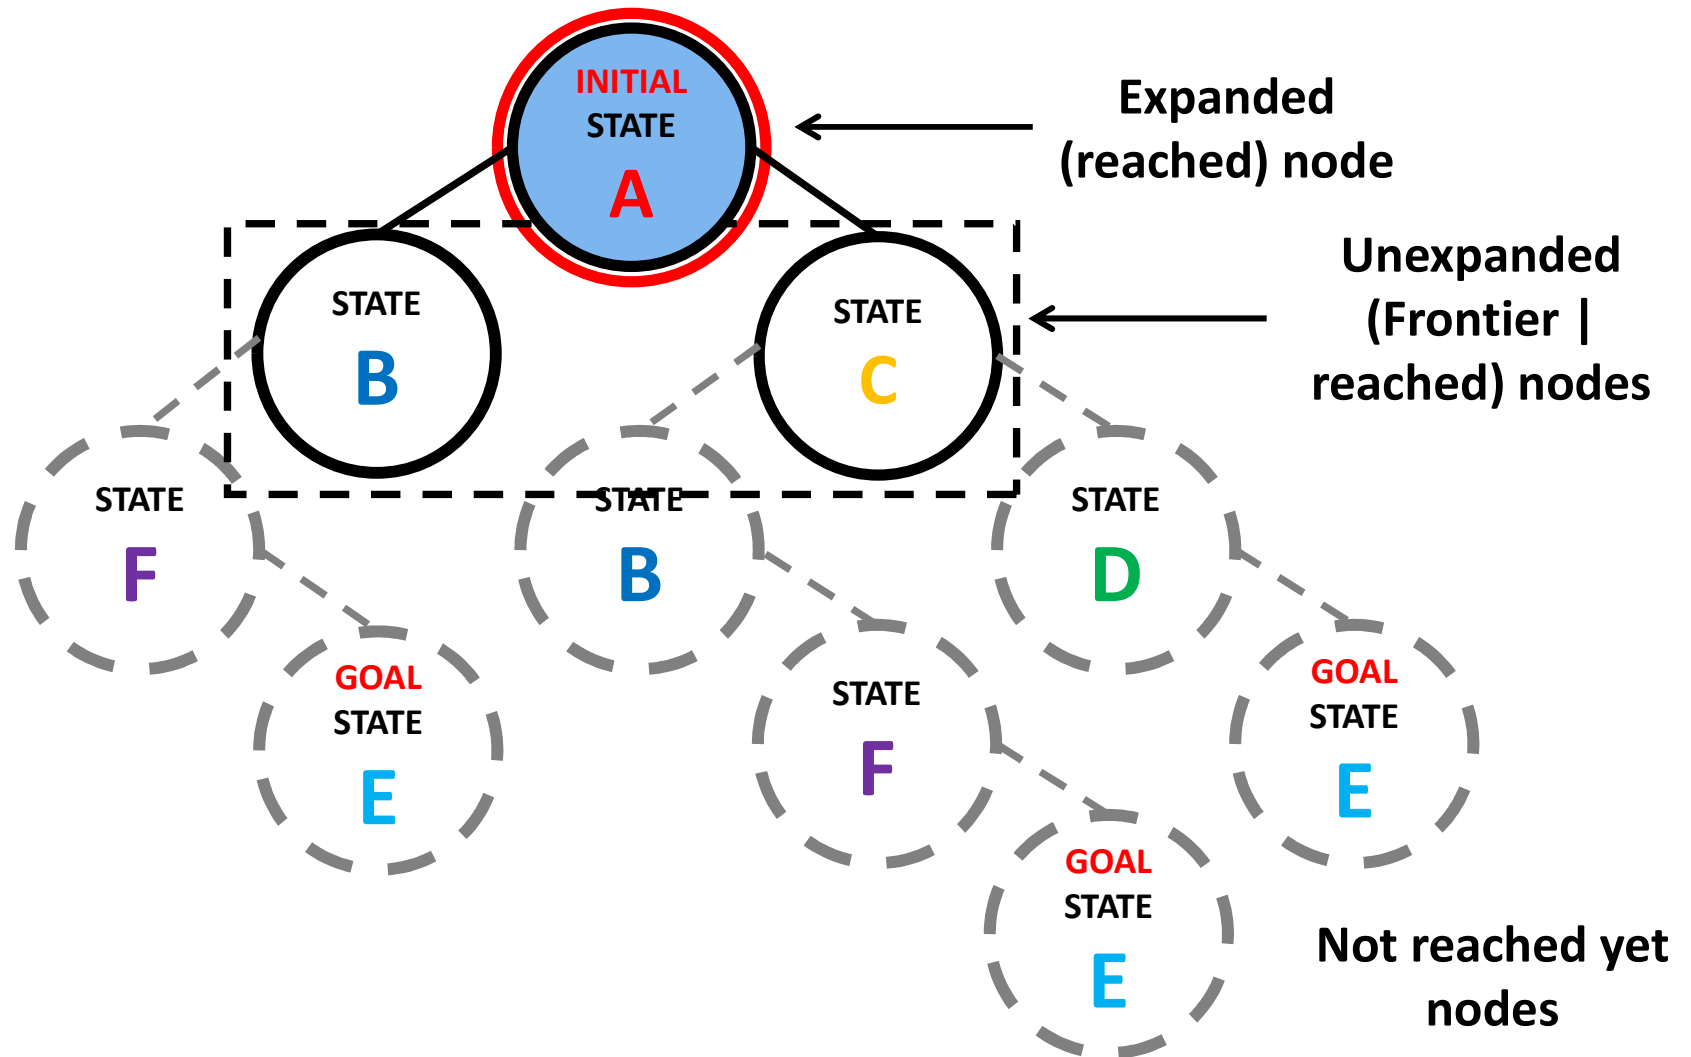 INITIAL
STATE
A
Expanded
(reached) node
Unexpanded
(Frontier |
reached) nodes
STATE
B
STATE
C
STATE
F
STATE
B
STATE
D
GOAL
STATE
E
STATE
F
GOAL
STATE
E
GOAL
STATE
E
Not reached yet
nodes